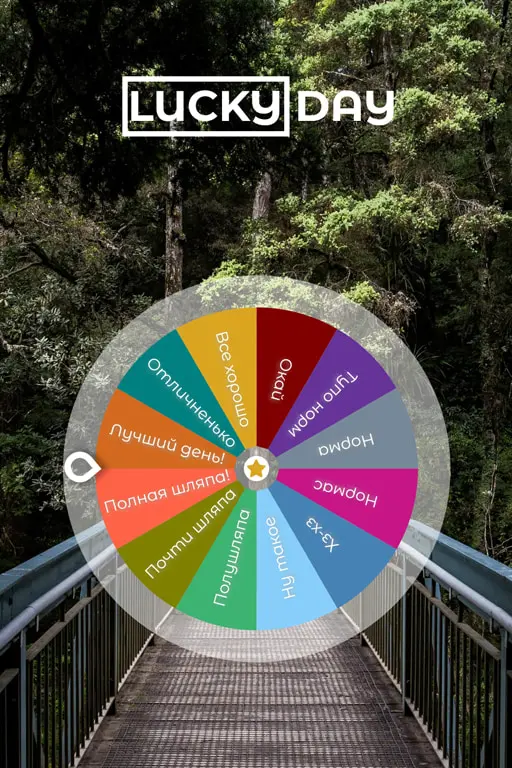 LUCKY DAY
Все хорошо
Окай
Тупо норм
Норма
Нормас
Хз-хз
Ну такое
Полушляпа
Почти шляпа
Полная шляпа!
Лучший день!
Отличненько